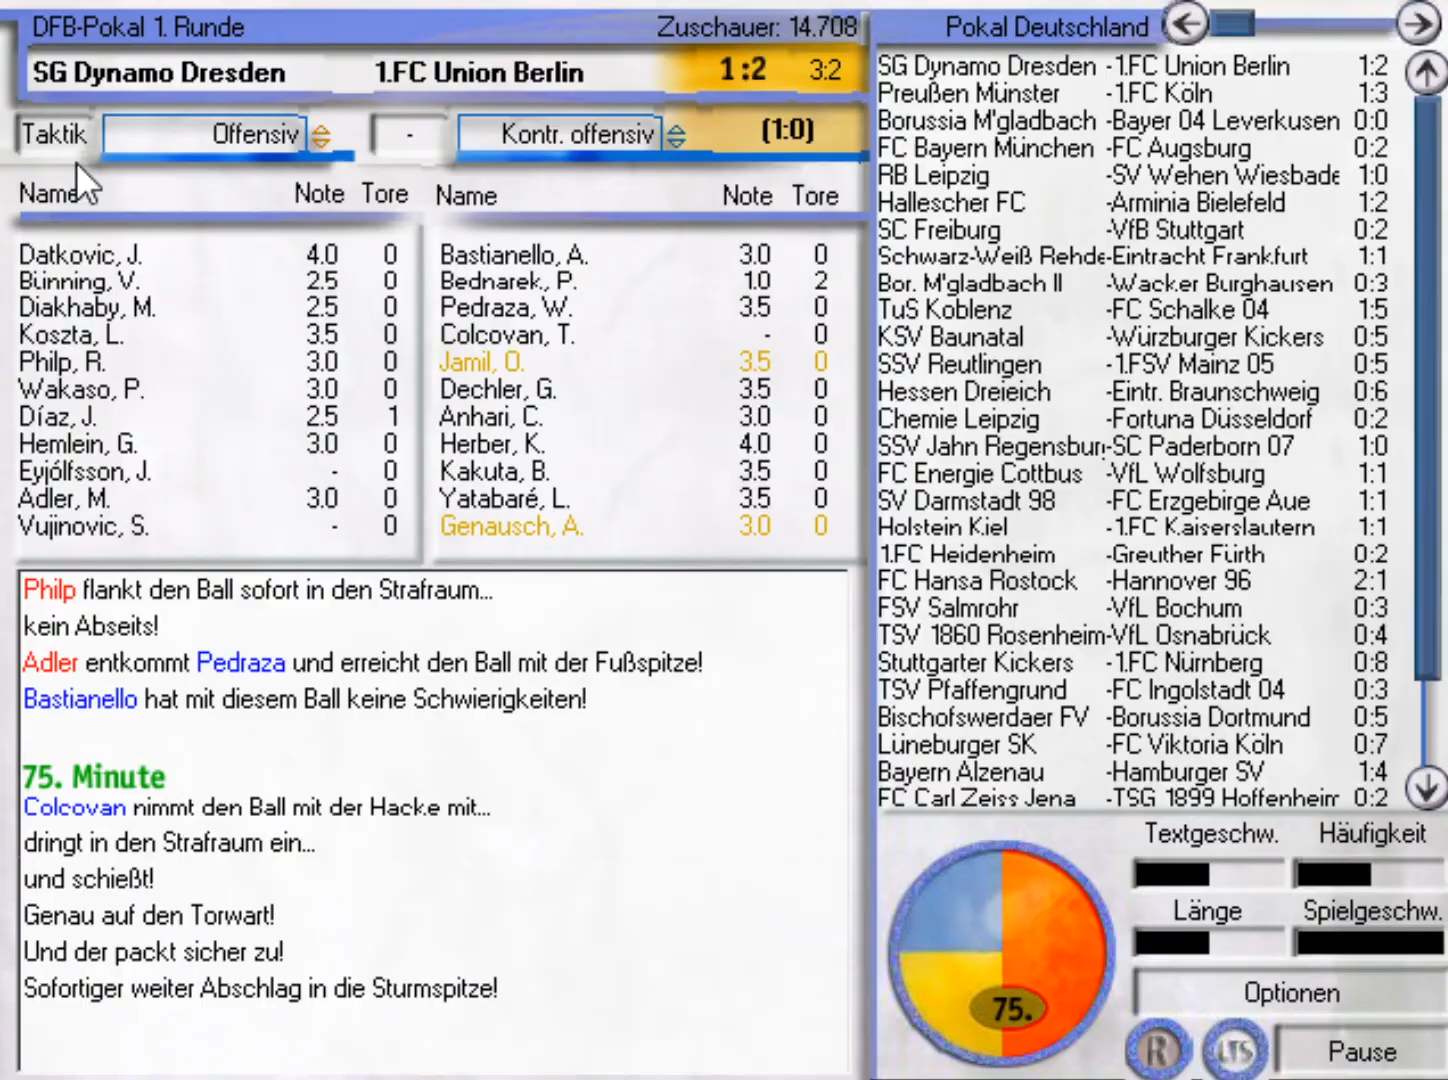 DFB-Pokal 1. Runde Zuschauer: 14.708
SG Dynamo Dresden 1.FC Union Berlin 1:2 3:2
Taktik Offensiv - Kontr. offensiv (1:0)
Name Note Tore Name Note Tore
Datkovic, J. 4.0 0 Bastianello, A. 3.0 0
Bünning, V. 2.5 0 Bednarek, P. 1.0 2
Diakhaby, M. 2.5 0 Pedraza, W. 3.5 0
Koszta, L. 3.5 0 Colcovan, T. - 0
Philp, R. 3.0 0 Jamil, O. 3.5 0
Wakaso, P. 3.0 0 Dechler, G. 3.5 0
Díaz, J. 2.5 1 Anhari, C. 3.0 0
Hemlein, G. 3.0 0 Herber, K. 4.0 0
Eyjólfsson, J. - 0 Kakuta, B. 3.5 0
Adler, M. 3.0 0 Yatabaré, L. 3.5 0
Vujinovic, S. - 0 Genausch, A. 3.0 0
Philp flankt den Ball sofort in den Strafraum...
kein Abseits!
Adler entkommt Pedraza und erreicht den Ball mit der Fußspitze!
Bastianello hat mit diesem Ball keine Schwierigkeiten!
75. Minute
Colcovan nimmt den Ball mit der Hacke mit...
dringt in den Strafraum ein...
und schießt!
Genau auf den Torwart!
Und der packt sicher zu!
Sofortiger weiter Abschlag in die Sturmspitze!
Pokal Deutschland
SG Dynamo Dresden -1.FC Union Berlin 1:2
Preußen Münster -1.FC Köln 1:3
Borussia M'gladbach -Bayer 04 Leverkusen 0:0
FC Bayern München -FC Augsburg 0:2
RB Leipzig -SV Wehen Wiesbade 1:0
Hallescher FC -Arminia Bielefeld 1:2
SC Freiburg -VfB Stuttgart 0:2
Schwarz-Weiß Rehde-Eintracht Frankfurt 1:1
Bor. M'gladbach II -Wacker Burghausen 0:3
TuS Koblenz -FC Schalke 04 1:5
KSV Baunatal -Würzburger Kickers 0:5
SSV Reutlingen -1.FSV Mainz 05 0:5
Hessen Dreieich -Eintr. Braunschweig 0:6
Chemie Leipzig -Fortuna Düsseldorf 0:2
SSV Jahn Regensburg-SC Paderborn 07 1:0
FC Energie Cottbus -VfL Wolfsburg 1:1
SV Darmstadt 98 -FC Erzgebirge Aue 1:1
Holstein Kiel -1.FC Kaiserslautern 1:1
1.FC Heidenheim -Greuther Fürth 0:2
FC Hansa Rostock -Hannover 96 2:1
FSV Salmrohr -VfL Bochum 0:3
TSV 1860 Rosenheim-VfL Osnabrück 0:4
Stuttgarter Kickers -1.FC Nürnberg 0:8
TSV Pfaffengrund -FC Ingolstadt 04 0:3
Bischofswerdaer FV -Borussia Dortmund 0:5
Lüneburger SK -FC Viktoria Köln 0:7
Bayern Alzenau -Hamburger SV 1:4
FC Carl Zeiss Jena -TSG 1899 Hoffenheim 0:2
Textgeschw. Häufigkeit
Länge Spielgeschw.
75.
Optionen
R LTS Pause